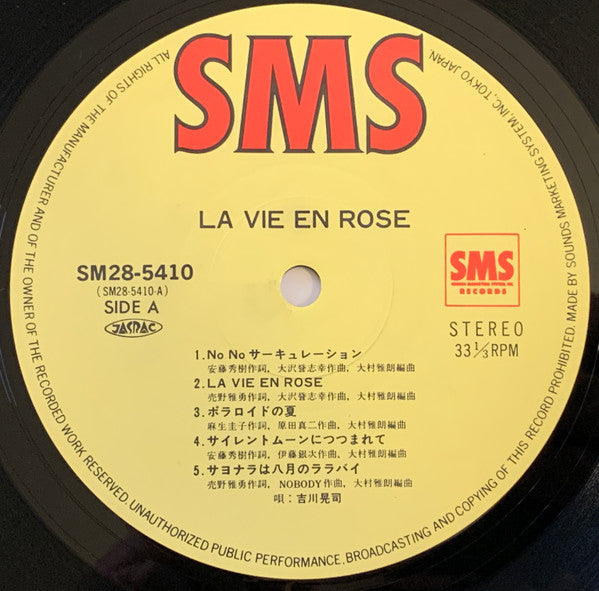 SMS
LA VIE EN ROSE
SM28-5410
(SM28-5410-A)
SIDE A
JASRAC
SMS
SOUNDS MARKETING SYSTEM, INC.
RECORDS
STEREO
33⅓RPM
1. No No サーキュレーション
安藤秀樹作詞, 大沢誉志幸作曲, 大村雅朗編曲
2. LA VIE EN ROSE
売野雅勇作詞, 大沢誉志幸作曲, 大村雅朗編曲
3. ポラロイドの夏
麻生圭子作詞, 原田真二作曲, 大村雅朗編曲
4. サイレントムーンにつつまれて
安藤秀樹作詞, 伊藤銀次作曲, 大村雅朗編曲
5. サヨナラは八月のララバイ
売野雅勇作詞, NOBODY作曲, 大村雅朗編曲
唄：吉川晃司
ALL RIGHTS OF THE MANUFACTURER AND OF THE OWNER OF THE RECORDED WORK RESERVED. UNAUTHORIZED PUBLIC PERFORMANCE, BROADCASTING AND COPYING OF THIS RECORD PROHIBITED. MADE BY SOUNDS MARKETING SYSTEM, INC. TOKYO JAPAN.